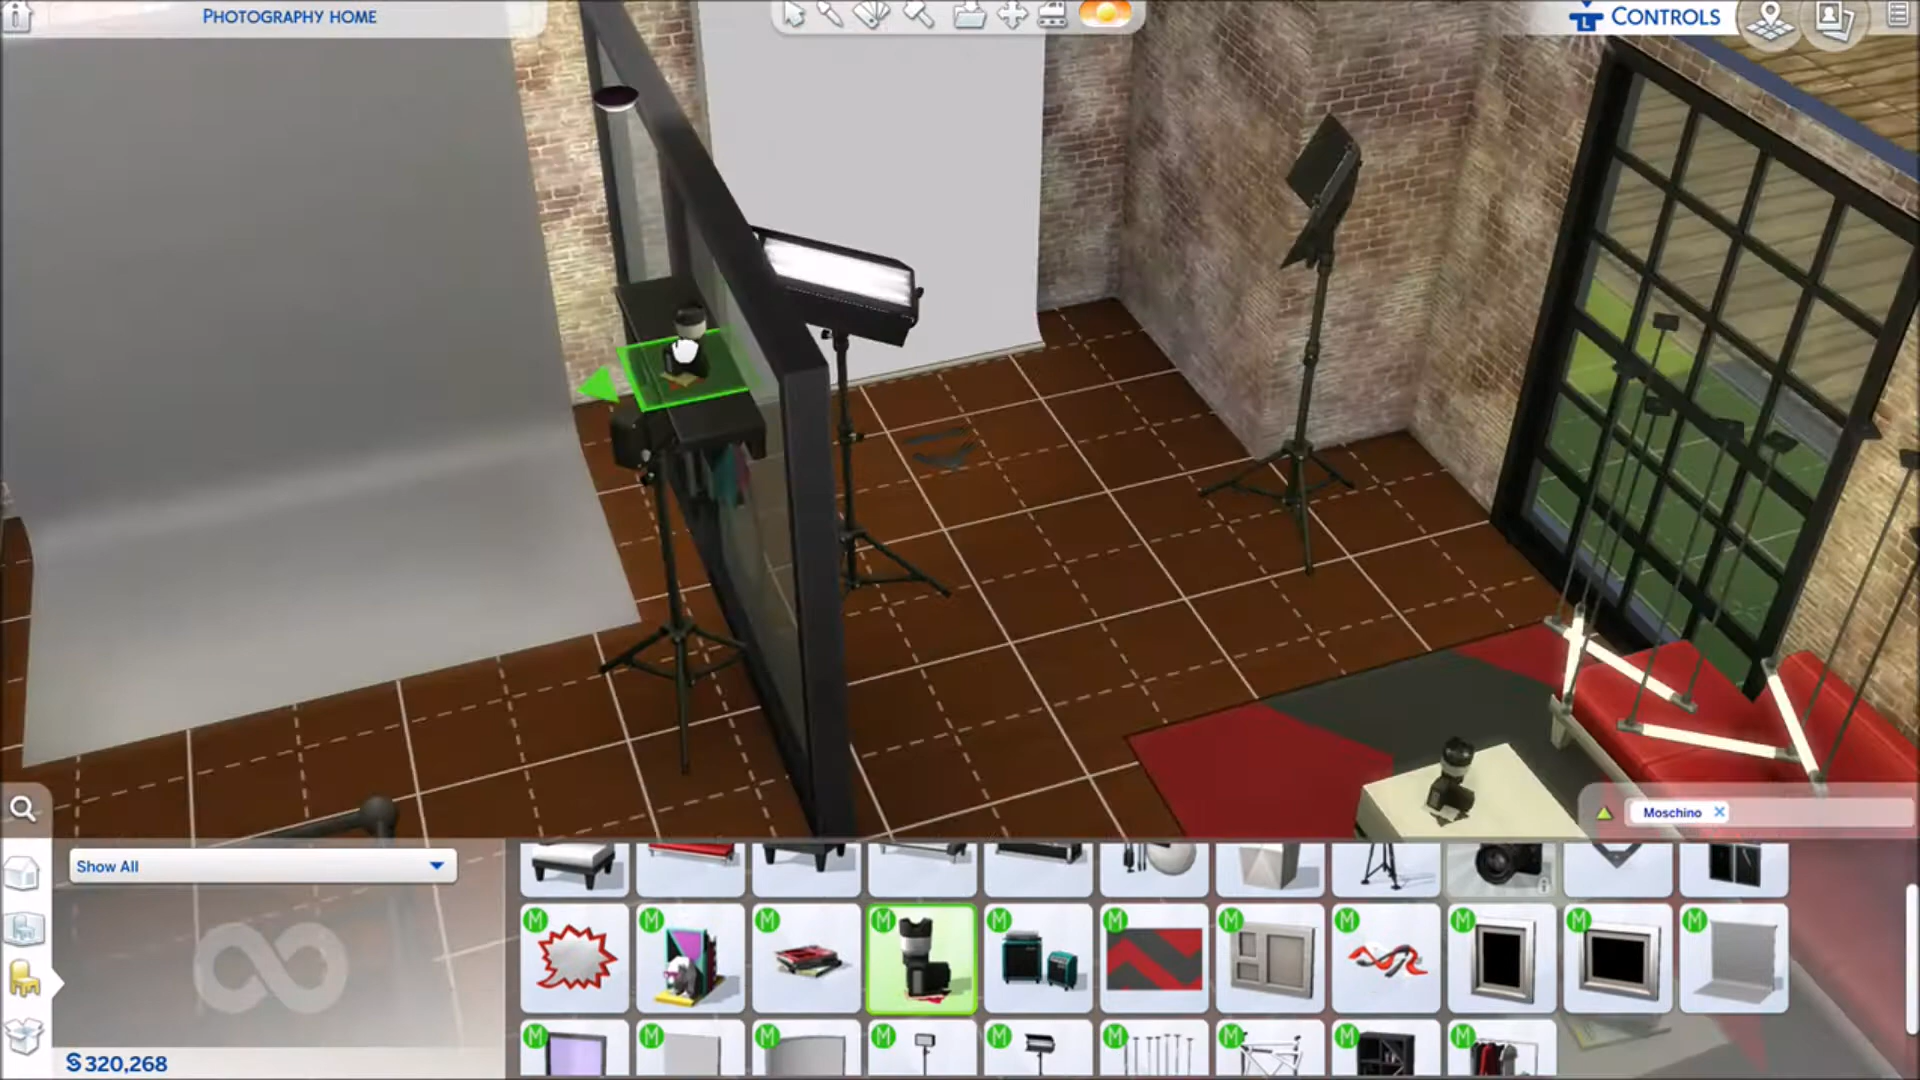 PHOTOGRAPHY HOME
L CONTROLS
Moschino
Show All
M M M M M M M M M M M
M M M M M M M M M
§320,268